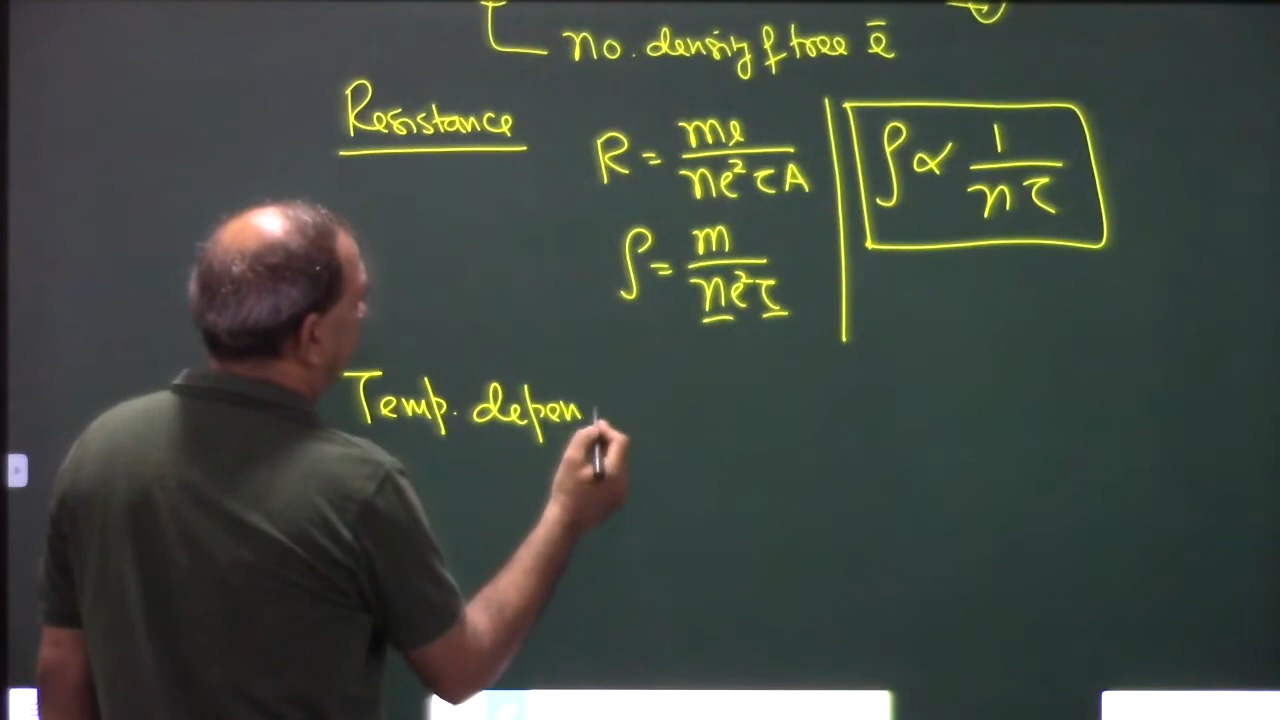 no. density of free ē
Resistance
R = ml / ne²τA
ρ = m / ne²τ
ρ ∝ 1 / nτ
Temp. depen